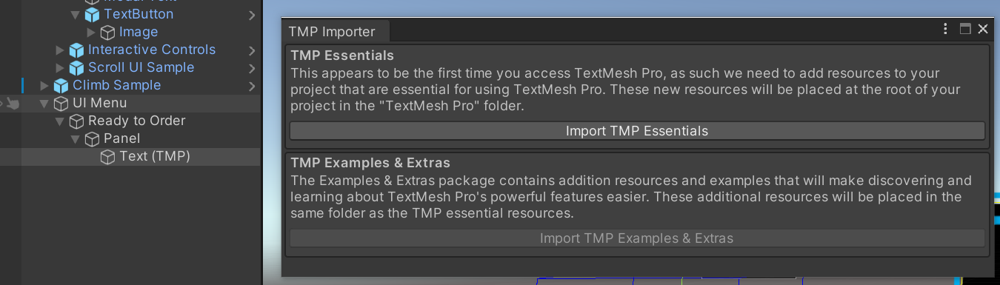 TextButton
Image
Interactive Controls
Scroll UI Sample
Climb Sample
UI Menu
Ready to Order
Panel
Text (TMP)
TMP Importer
TMP Essentials
This appears to be the first time you access TextMesh Pro, as such we need to add resources to your
project that are essential for using TextMesh Pro. These new resources will be placed at the root of your
project in the "TextMesh Pro" folder.
Import TMP Essentials
TMP Examples & Extras
The Examples & Extras package contains addition resources and examples that will make discovering and
learning about TextMesh Pro's powerful features easier. These additional resources will be placed in the
same folder as the TMP essential resources.
Import TMP Examples & Extras